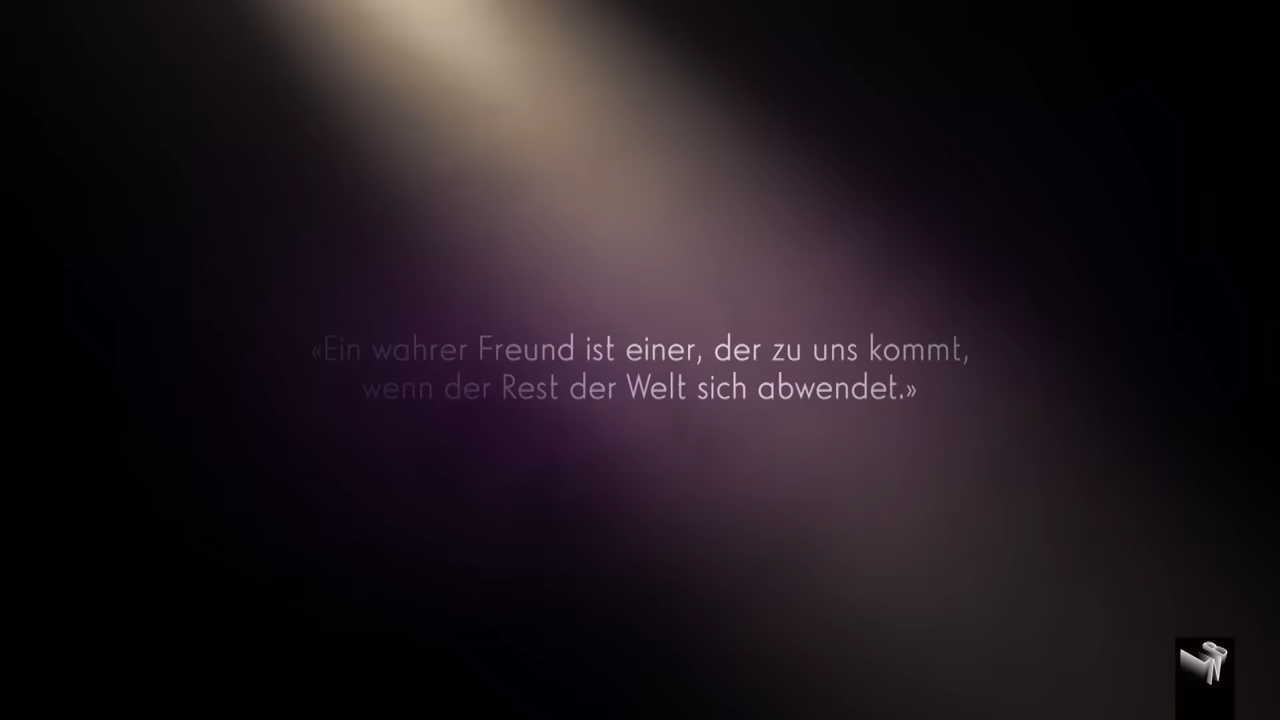 «Ein wahrer Freund ist einer, der zu uns kommt,
wenn der Rest der Welt sich abwendet.»